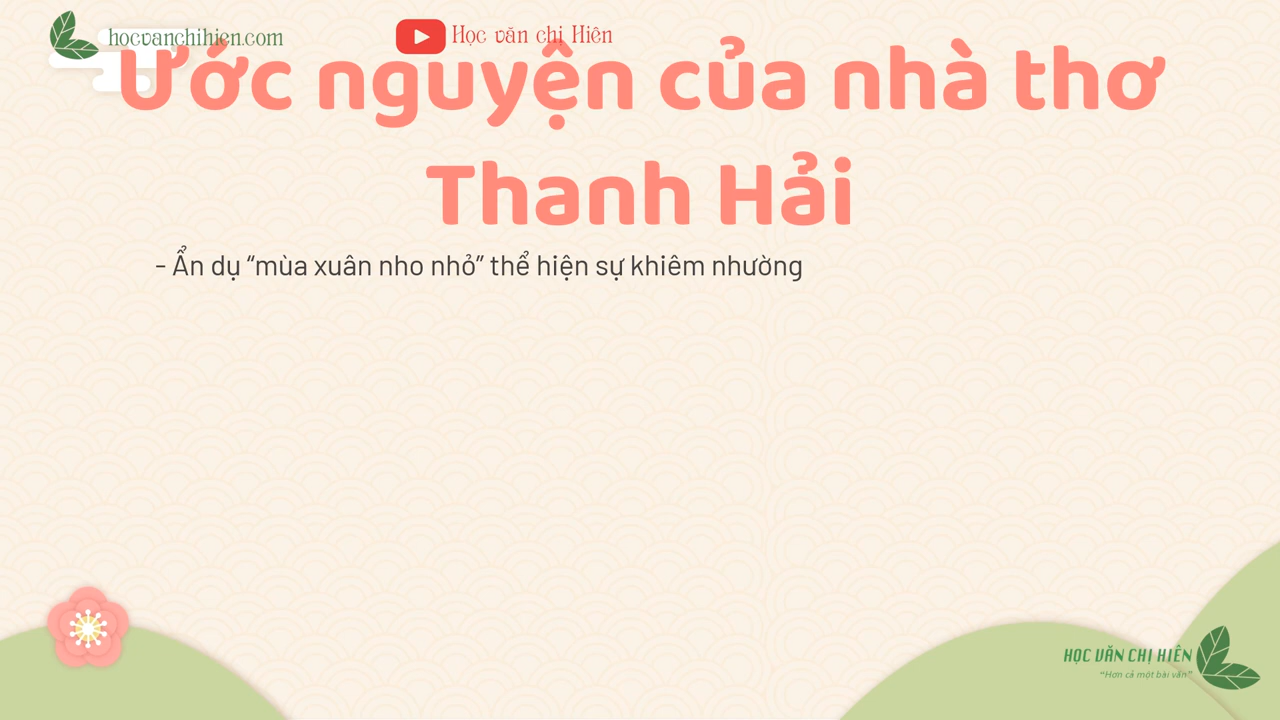 hocvanchihien.com
Học văn chị Hiên
Ước nguyện của nhà thơ
Thanh Hải
- Ẩn dụ “mùa xuân nho nhỏ” thể hiện sự khiêm nhường
HỌC VĂN CHỊ HIÊN
“Hơn cả một bài văn”